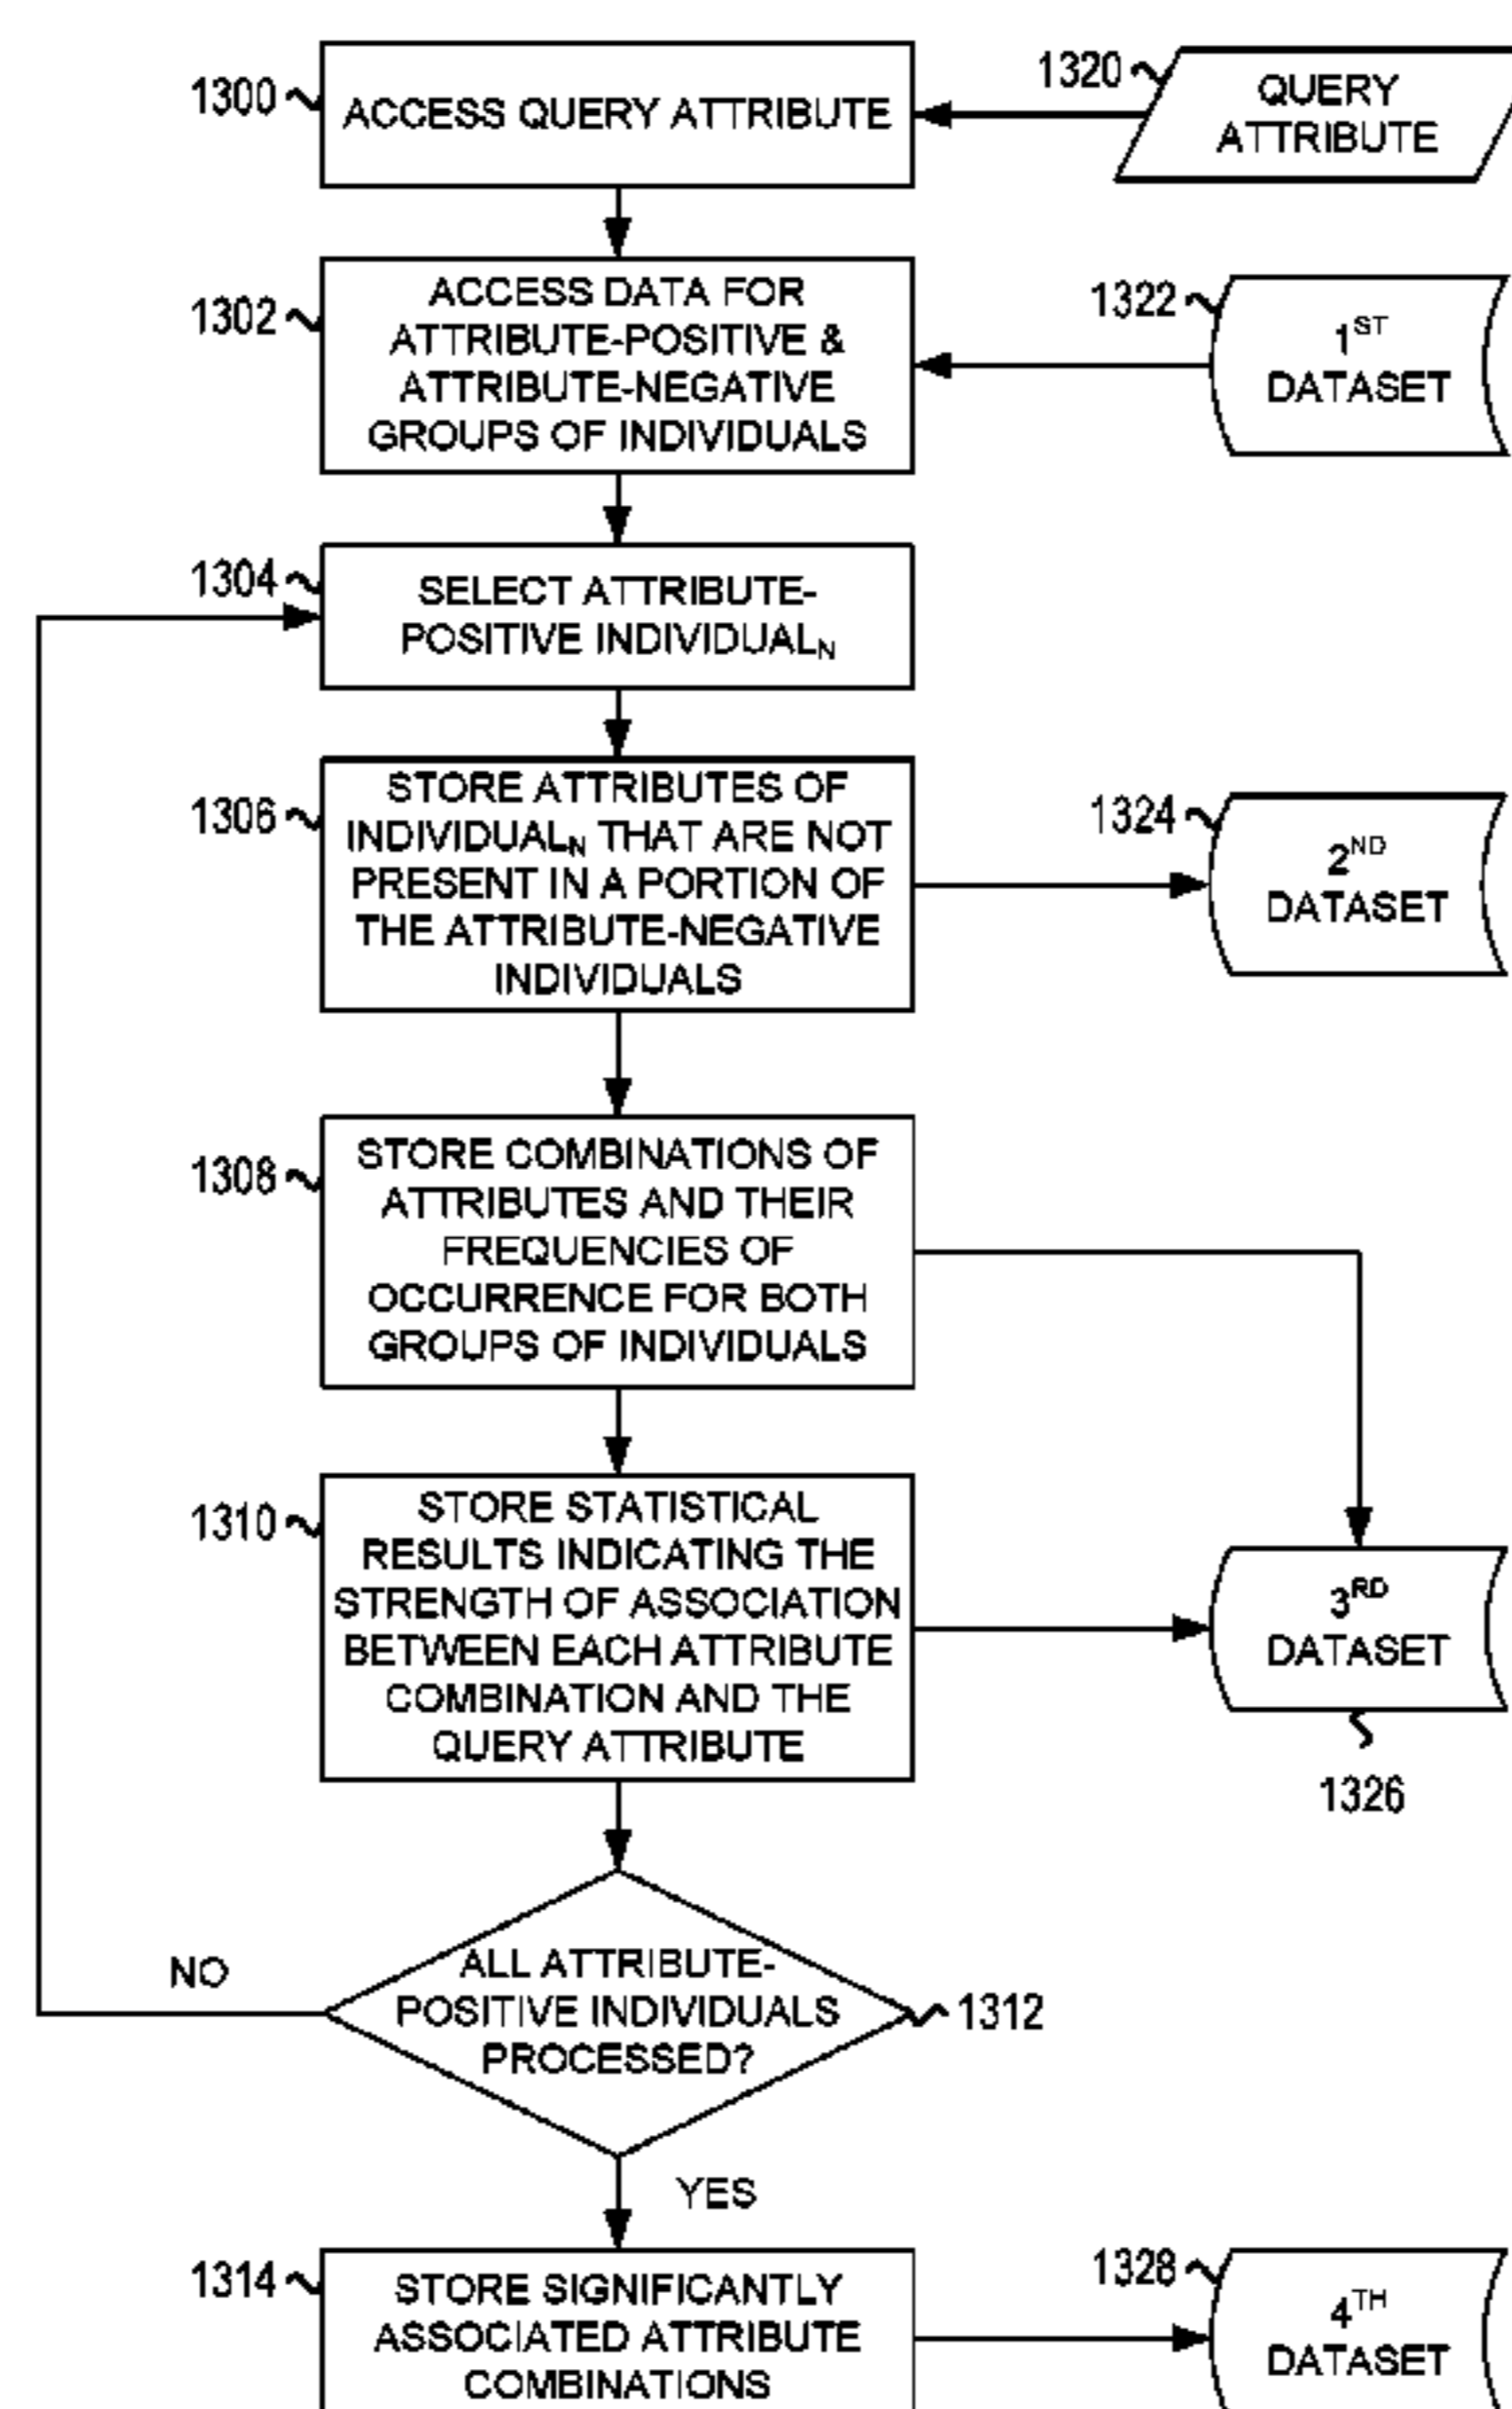 1300
ACCESS QUERY ATTRIBUTE
1320
QUERY
ATTRIBUTE
1302
ACCESS DATA FOR
ATTRIBUTE-POSITIVE &
ATTRIBUTE-NEGATIVE
GROUPS OF INDIVIDUALS
1322
1ST
DATASET
1304
SELECT ATTRIBUTE-
POSITIVE INDIVIDUALN
1306
STORE ATTRIBUTES OF
INDIVIDUALN THAT ARE NOT
PRESENT IN A PORTION OF
THE ATTRIBUTE-NEGATIVE
INDIVIDUALS
1324
2ND
DATASET
1308
STORE COMBINATIONS OF
ATTRIBUTES AND THEIR
FREQUENCIES OF
OCCURRENCE FOR BOTH
GROUPS OF INDIVIDUALS
1310
STORE STATISTICAL
RESULTS INDICATING THE
STRENGTH OF ASSOCIATION
BETWEEN EACH ATTRIBUTE
COMBINATION AND THE
QUERY ATTRIBUTE
3RD
DATASET
1326
NO
ALL ATTRIBUTE-
POSITIVE INDIVIDUALS
PROCESSED?
1312
YES
1314
STORE SIGNIFICANTLY
ASSOCIATED ATTRIBUTE
COMBINATIONS
1328
4TH
DATASET